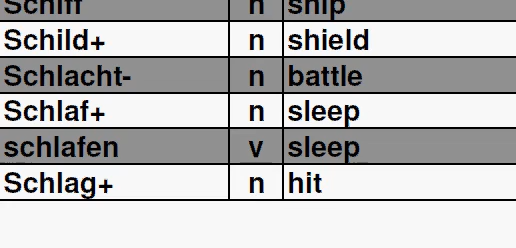 Schiff n ship
Schild+ n shield
Schlacht- n battle
Schlaf+ n sleep
schlafen v sleep
Schlag+ n hit